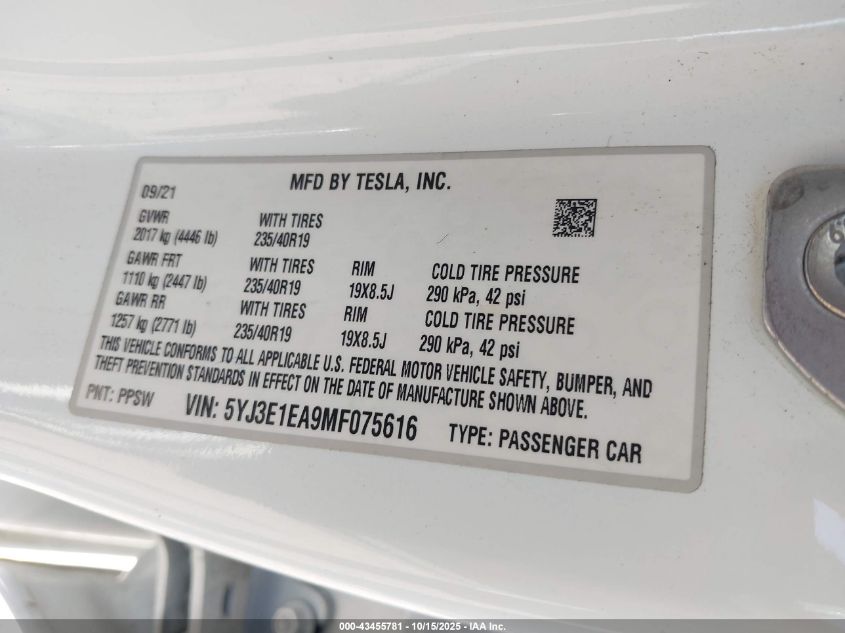 MFD BY TESLA, INC.
09/21
GVWR
2017 kg (4446 lb)
WITH TIRES
235/40R19
GAWR FRT
1110 kg (2447 lb)
WITH TIRES
235/40R19
RIM
19X8.5J
COLD TIRE PRESSURE
290 kPa, 42 psi
GAWR RR
1257 kg (2771 lb)
WITH TIRES
235/40R19
RIM
19X8.5J
COLD TIRE PRESSURE
290 kPa, 42 psi
THIS VEHICLE CONFORMS TO ALL APPLICABLE U.S. FEDERAL MOTOR VEHICLE SAFETY, BUMPER, AND
THEFT PREVENTION STANDARDS IN EFFECT ON THE DATE OF MANUFACTURE SHOWN ABOVE.
PNT: PPSW
VIN: 5YJ3E1EA9MF075616
TYPE: PASSENGER CAR
000-43455781 - 10/15/2025 - IAA Inc.